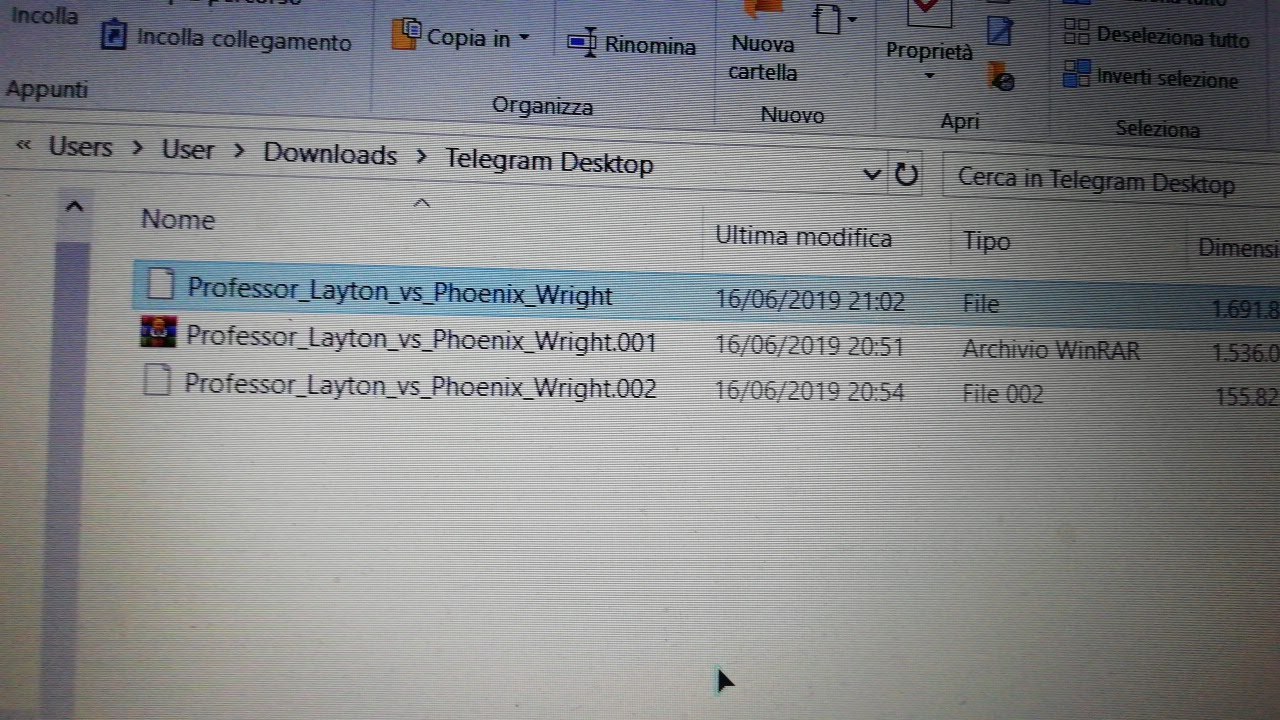 Incolla
Incolla collegamento
Copia in
Rinomina
Nuova
cartella
Proprietà
Deseleziona tutto
Inverti selezione
Appunti
Organizza
Nuovo
Apri
Seleziona
« Users > User > Downloads > Telegram Desktop
Cerca in Telegram Desktop
Nome
Ultima modifica
Tipo
Dimensi
Professor_Layton_vs_Phoenix_Wright 16/06/2019 21:02 File 1.691.8
Professor_Layton_vs_Phoenix_Wright.001 16/06/2019 20:51 Archivio WinRAR 1.536.0
Professor_Layton_vs_Phoenix_Wright.002 16/06/2019 20:54 File 002 155.82